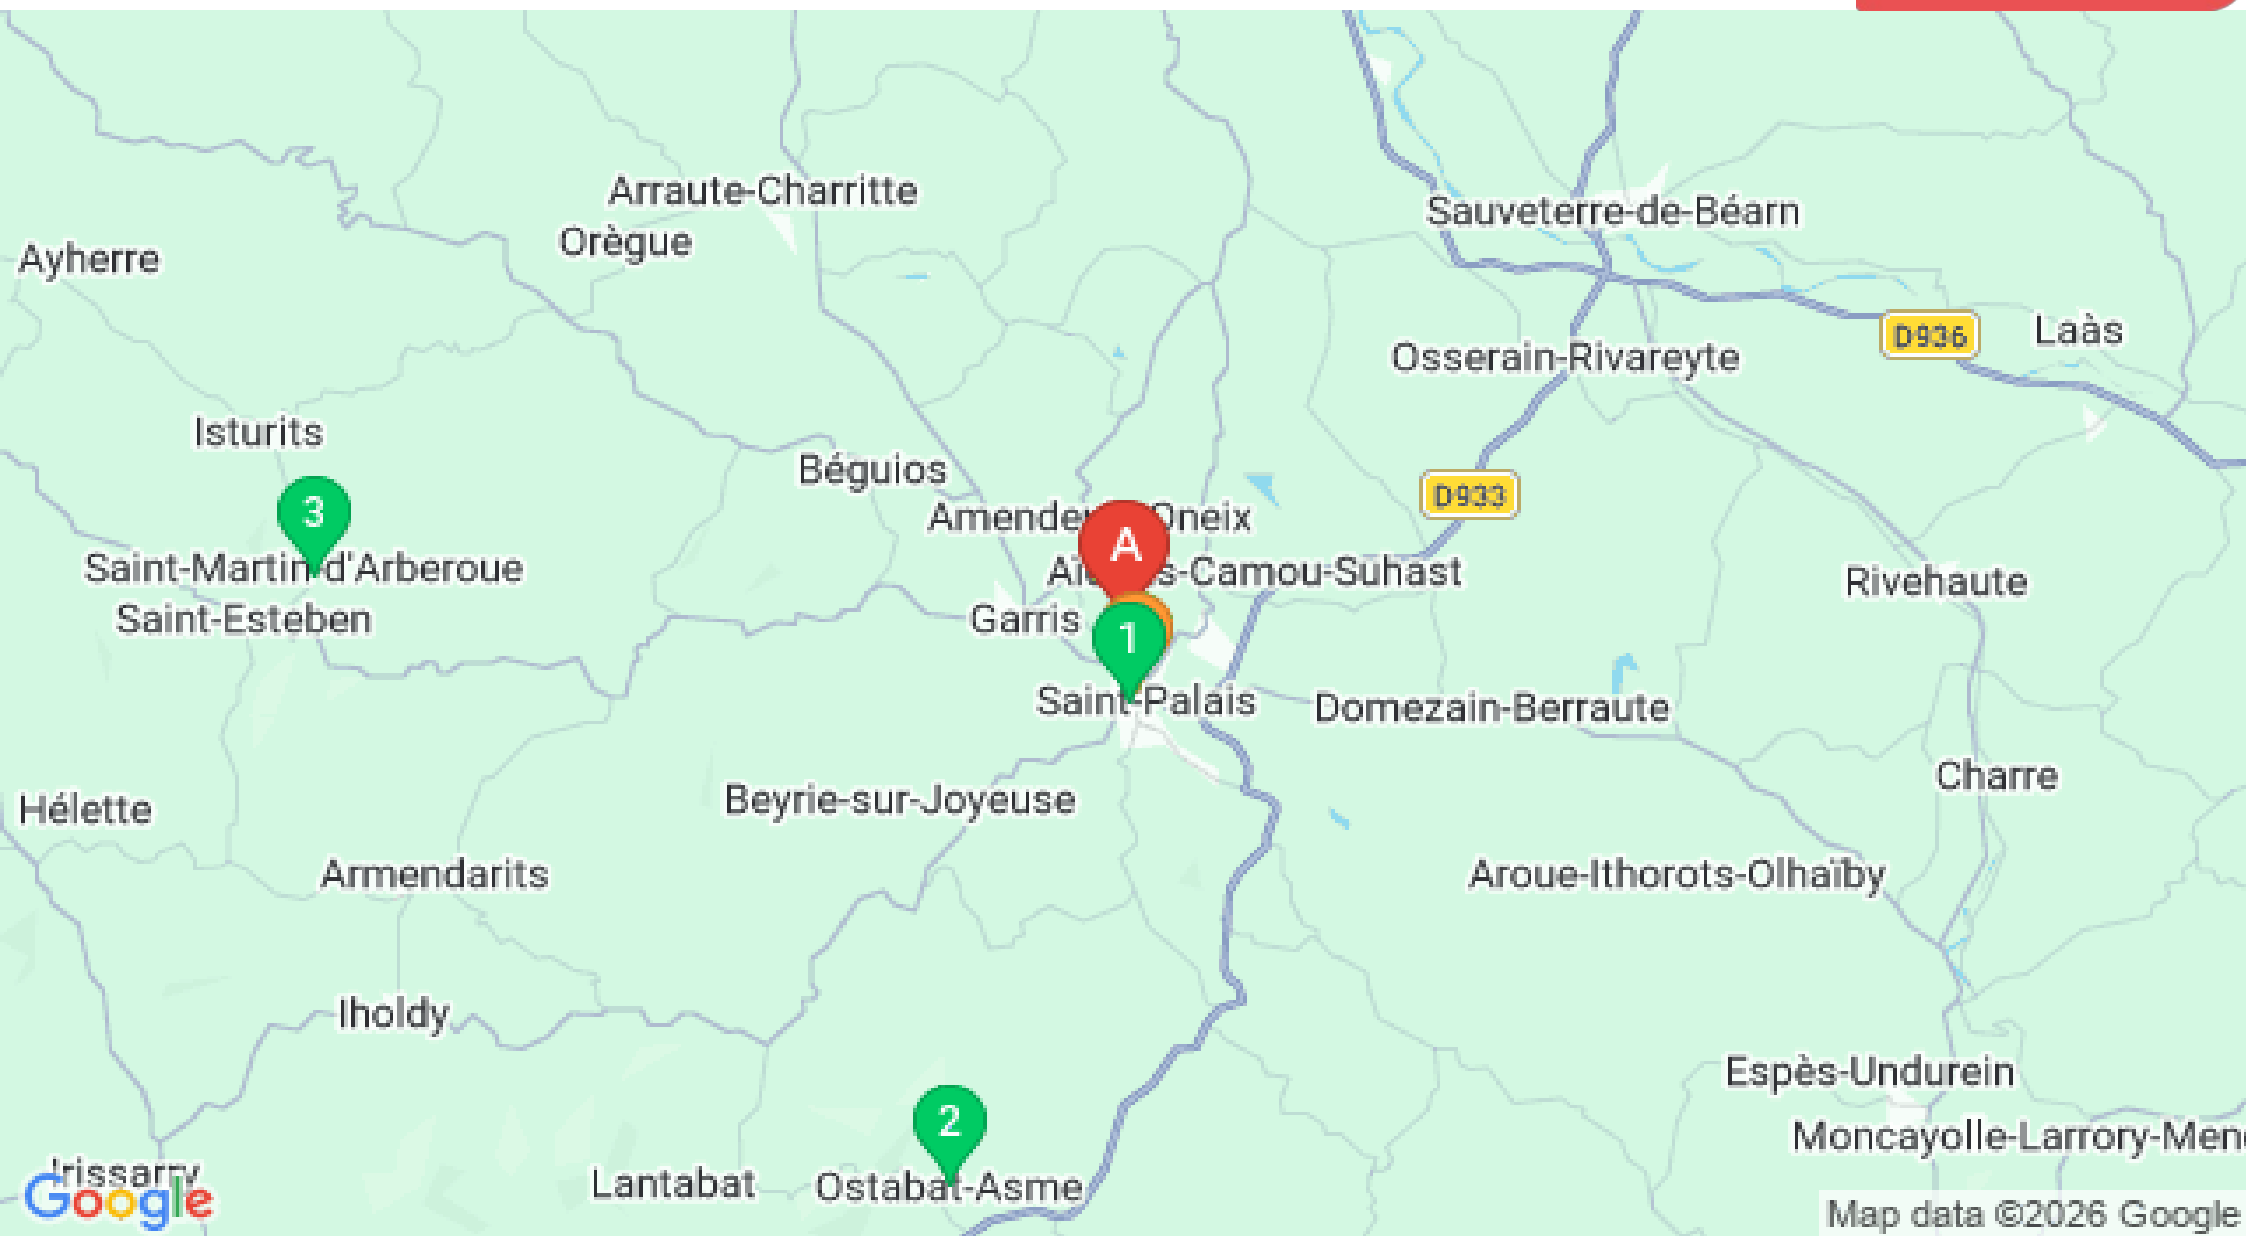 Arraute-Charritte
Sauveterre-de-Béarn
Orègue
Ayherre
Laàs
D936
Osserain-Rivareyte
Isturits
Béguios
D933
3
Oneix
A
Saint-Martin-d'Arberoue
s-Camou-Suhast
Rivehaute
Saint-Esteben
Garris
1
Saint-Palais
Domezain-Berraute
Charre
Beyrie-sur-Joyeuse
Hélette
Armendarits
Aroue-Ithorots-Olhaïby
Iholdy
Espès-Undurein
2
Moncayolle-Larrory-Men
Irissarry
Lantabat
Ostabat-Asme
Google
Map data ©2026 Google